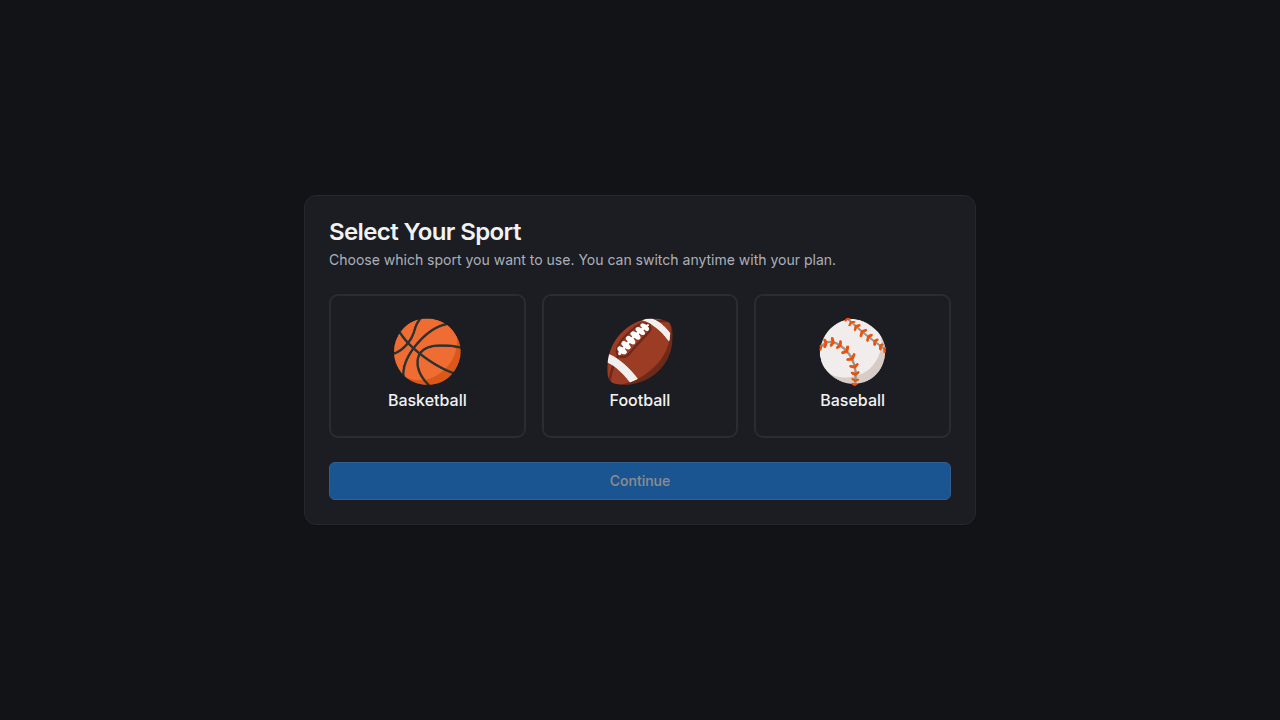 Select Your Sport
Choose which sport you want to use. You can switch anytime with your plan.
Basketball
Football
Baseball
Continue